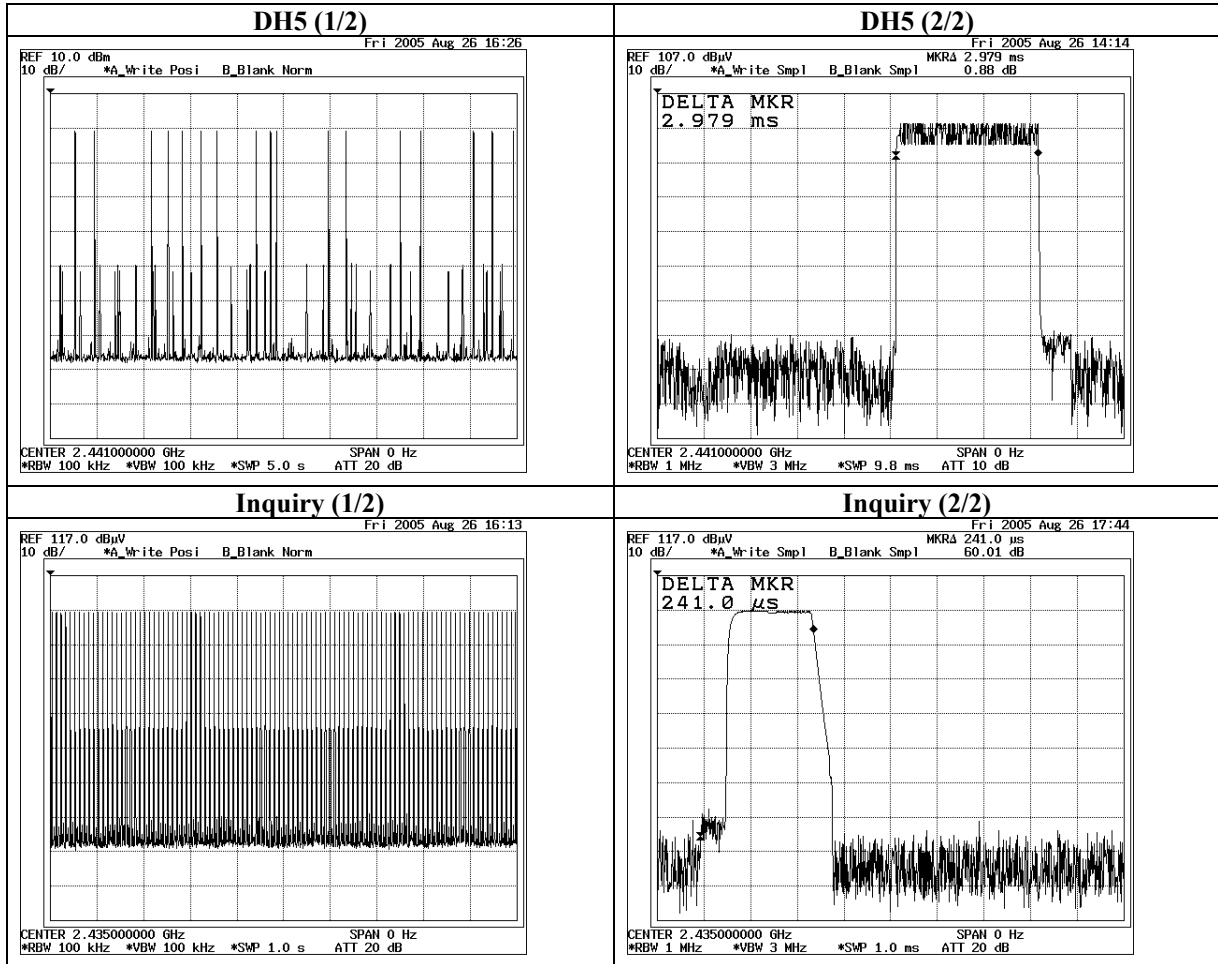 DH5 (1/2)
Fri 2005 Aug 26 16:26
REF 10.0 dBm
10 dB/ *A_Write Posi B_Blank Norm
CENTER 2.441000000 GHz SPAN 0 Hz
*RBW 100 kHz *VBW 100 kHz *SWP 5.0 s ATT 20 dB
DH5 (2/2)
Fri 2005 Aug 26 14:14
REF 107.0 dBµV MKRΔ 2.979 ms
10 dB/ *A_Write Smpl B_Blank Smpl 0.88 dB
DELTA MKR
2.979 ms
CENTER 2.441000000 GHz SPAN 0 Hz
*RBW 1 MHz *VBW 3 MHz *SWP 9.8 ms ATT 10 dB
Inquiry (1/2)
Fri 2005 Aug 26 16:13
REF 117.0 dBµV
10 dB/ *A_Write Posi B_Blank Norm
CENTER 2.435000000 GHz SPAN 0 Hz
*RBW 100 kHz *VBW 100 kHz *SWP 1.0 s ATT 20 dB
Inquiry (2/2)
Fri 2005 Aug 26 17:44
REF 117.0 dBµV MKRΔ 241.0 µs
10 dB/ *A_Write Smpl B_Blank Smpl 60.01 dB
DELTA MKR
241.0 µs
CENTER 2.435000000 GHz SPAN 0 Hz
*RBW 1 MHz *VBW 3 MHz *SWP 1.0 ms ATT 20 dB